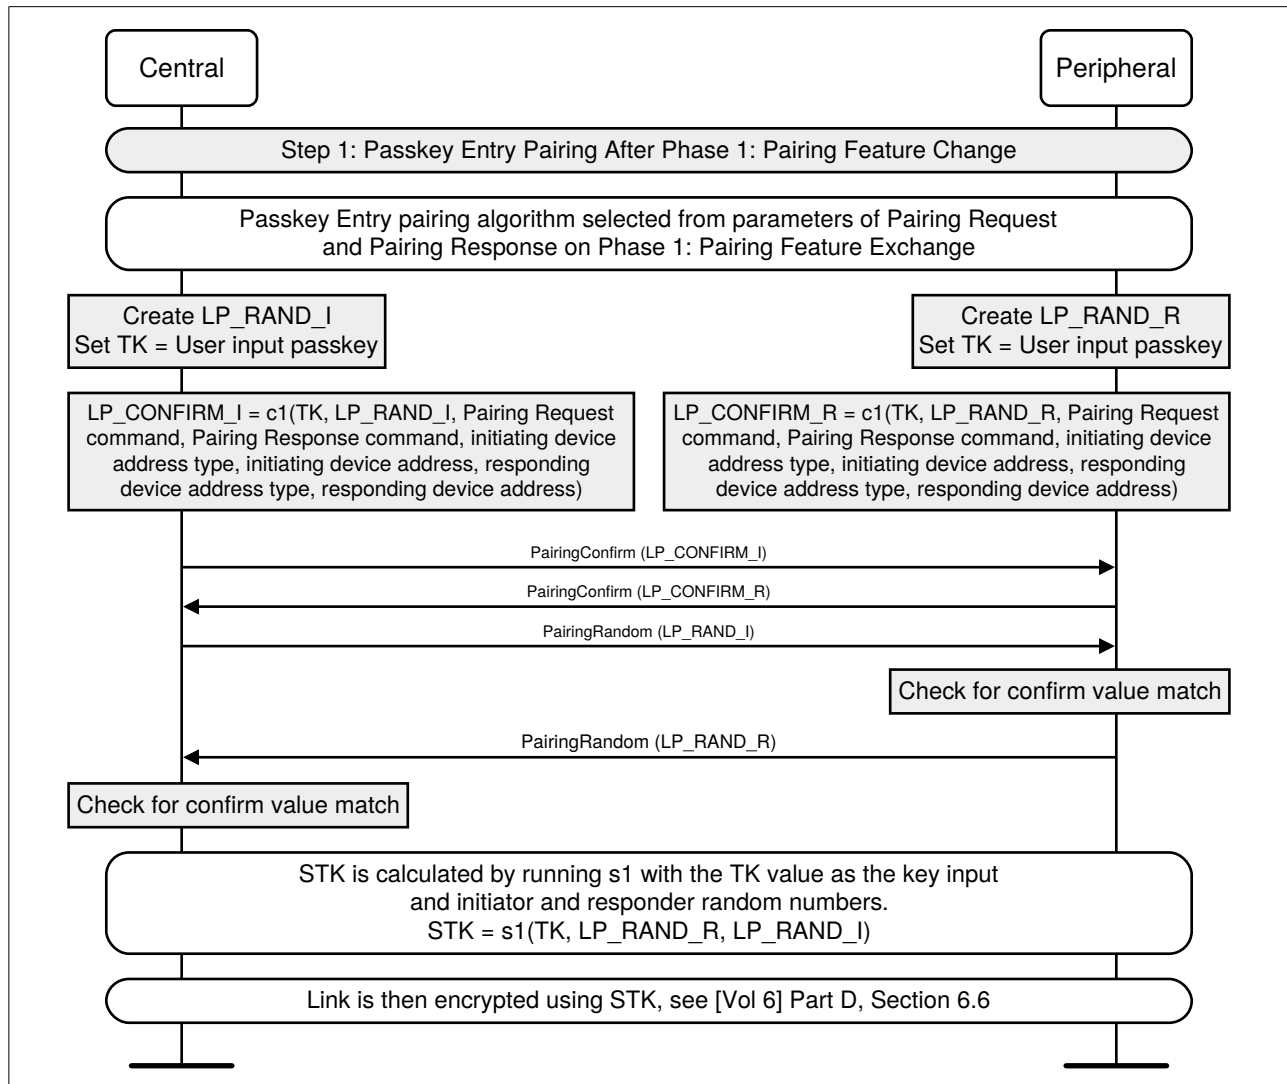 Central
Peripheral
Step 1: Passkey Entry Pairing After Phase 1: Pairing Feature Change
Passkey Entry pairing algorithm selected from parameters of Pairing Request
and Pairing Response on Phase 1: Pairing Feature Exchange
Create LP_RAND_I
Set TK = User input passkey
Create LP_RAND_R
Set TK = User input passkey
LP_CONFIRM_I = c1(TK, LP_RAND_I, Pairing Request
command, Pairing Response command, initiating device
address type, initiating device address, responding
device address type, responding device address)
LP_CONFIRM_R = c1(TK, LP_RAND_R, Pairing Request
command, Pairing Response command, initiating device
address type, initiating device address, responding
device address type, responding device address)
PairingConfirm (LP_CONFIRM_I)
PairingConfirm (LP_CONFIRM_R)
PairingRandom (LP_RAND_I)
Check for confirm value match
PairingRandom (LP_RAND_R)
Check for confirm value match
STK is calculated by running s1 with the TK value as the key input
and initiator and responder random numbers.
STK = s1(TK, LP_RAND_R, LP_RAND_I)
Link is then encrypted using STK, see [Vol 6] Part D, Section 6.6